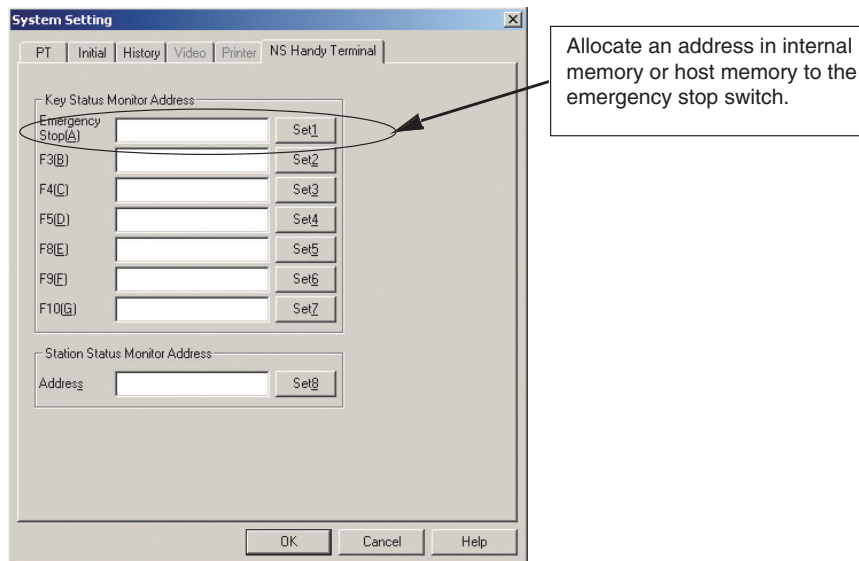 System Setting
PT Initial History Video Printer NS Handy Terminal
Key Status Monitor Address
Emergency
Stop(A) Set1
F3(B) Set2
F4(C) Set3
F5(D) Set4
F8(E) Set5
F9(F) Set6
F10(G) Set7
Station Status Monitor Address
Address Set8
OK Cancel Help
Allocate an address in internal
memory or host memory to the
emergency stop switch.